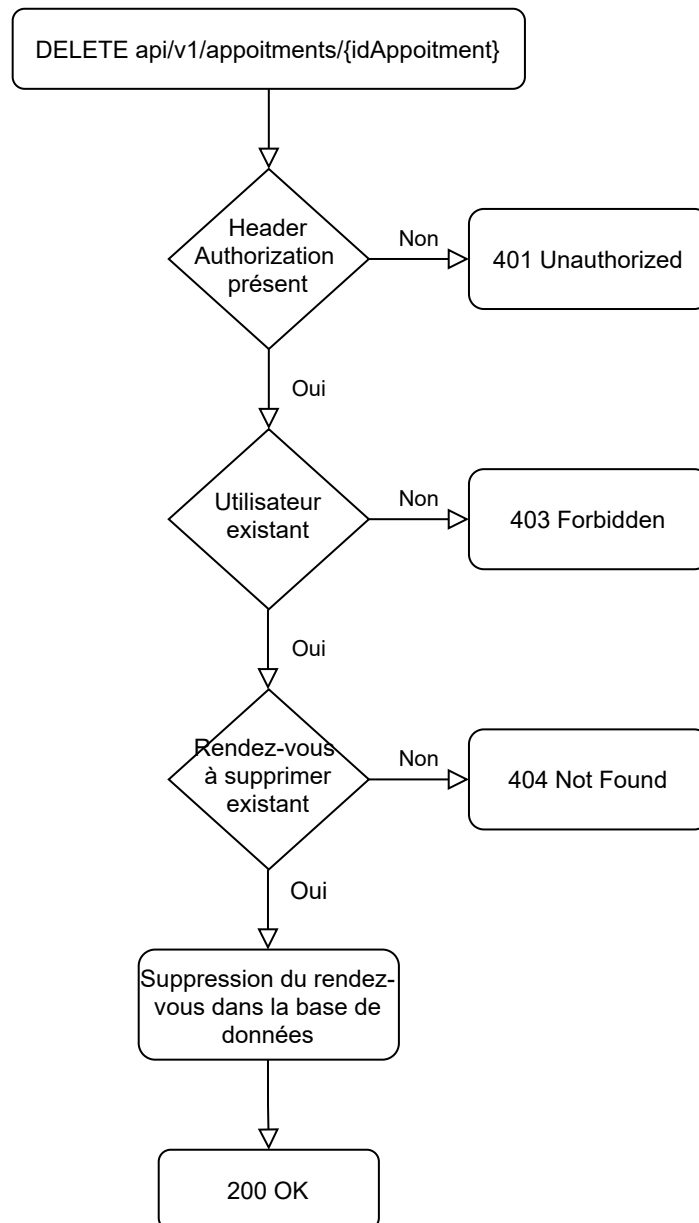 DELETE api/v1/appoitments/{idAppoitment}
Header
Authorization
présent
Non
401 Unauthorized
Oui
Utilisateur
existant
Non
403 Forbidden
Oui
Rendez-vous
à supprimer
existant
Non
404 Not Found
Oui
Suppression du rendez-
vous dans la base de
données
200 OK